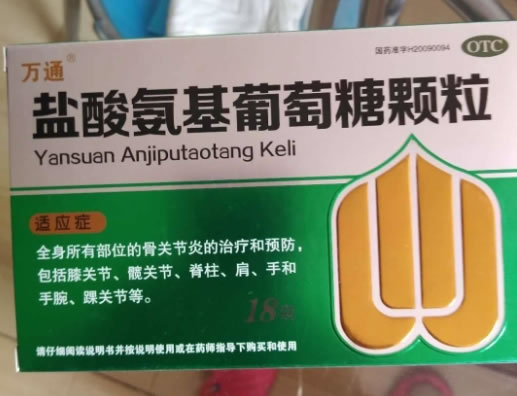 万通®
国药准字H20090094
OTC
盐酸氨基葡萄糖颗粒
Yansuan Anjiputaotang Keli
适应症
全身所有部位的骨关节炎的治疗和预防，
包括膝关节、髋关节、脊柱、肩、手和
手腕、踝关节等。
18袋
请仔细阅读说明书并按说明使用或在药师指导下购买和使用